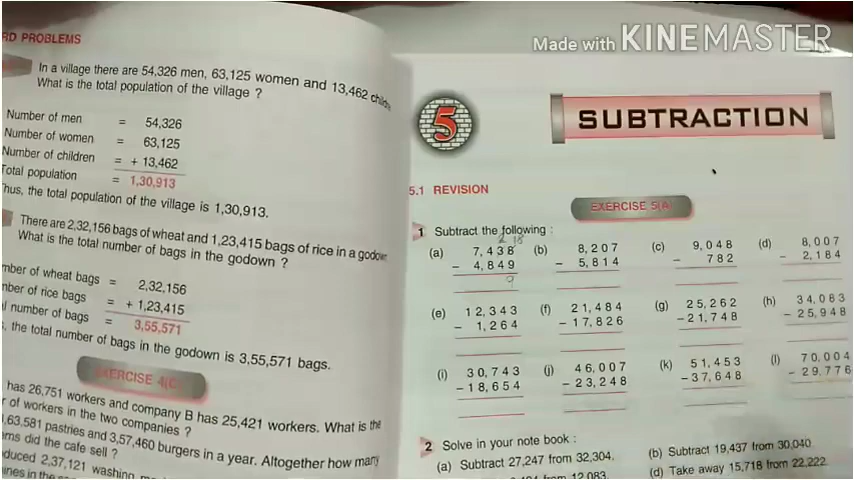 Made with KINEMASTER
RD PROBLEMS
In a village there are 54,326 men, 63,125 women and 13,462
What is the total population of the village ?
Number of men = 54,326
Number of women = 63,125
Number of children = + 13,462
Total population = 1,30,913
Thus, the total population of the village is 1,30,913.
There are 2,32,156 bags of wheat and 1,23,415 bags of rice in a godown
What is the total number of bags in the godown ?
mber of wheat bags = 2,32,156
mber of rice bags = + 1,23,415
number of bags = 3,55,571
the total number of bags in the godown is 3,55,571 bags.
EXERCISE 4(C)
has 26,751 workers and company B has 25,421 workers. What is the
r of workers in the two companies ?
,63,581 pastries and 3,57,460 burgers in a year. Altogether how many
ms did the cafe sell ?
duced 2,37,121 washing
5
SUBTRACTION
5.1 REVISION
EXERCISE 5(A)
1 Subtract the following :
2 18
(a) 7,438 (b) 8,207 (c) 9,048 (d) 8,007
- 4,849 - 5,814 - 782 - 2,184
9
(e) 12,343 (f) 21,484 (g) 25,262 (h) 34,083
- 1,264 -17,826 -21,748 -25,948
(i) 30,743 (j) 46,007 (k) 51,453 (l) 70,004
-18,654 -23,248 -37,648 -29,776
2 Solve in your note book :
(a) Subtract 27,247 from 32,304. (b) Subtract 19,437 from 30,040
from 12,083. (d) Take away 15,718 from 22,222.